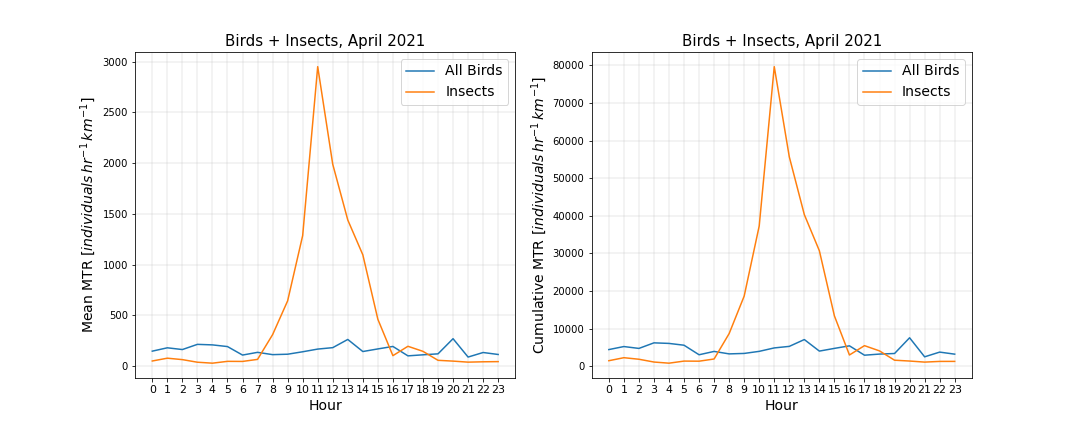 Birds + Insects, April 2021
3000
2500
2000
1500
1000
500
0
Mean MTR [individuals hr⁻¹ km⁻¹]
All Birds
Insects
0 1 2 3 4 5 6 7 8 9 10 11 12 13 14 15 16 17 18 19 20 21 22 23
Hour
Birds + Insects, April 2021
80000
70000
60000
50000
40000
30000
20000
10000
0
Cumulative MTR [individuals hr⁻¹ km⁻¹]
All Birds
Insects
0 1 2 3 4 5 6 7 8 9 10 11 12 13 14 15 16 17 18 19 20 21 22 23
Hour